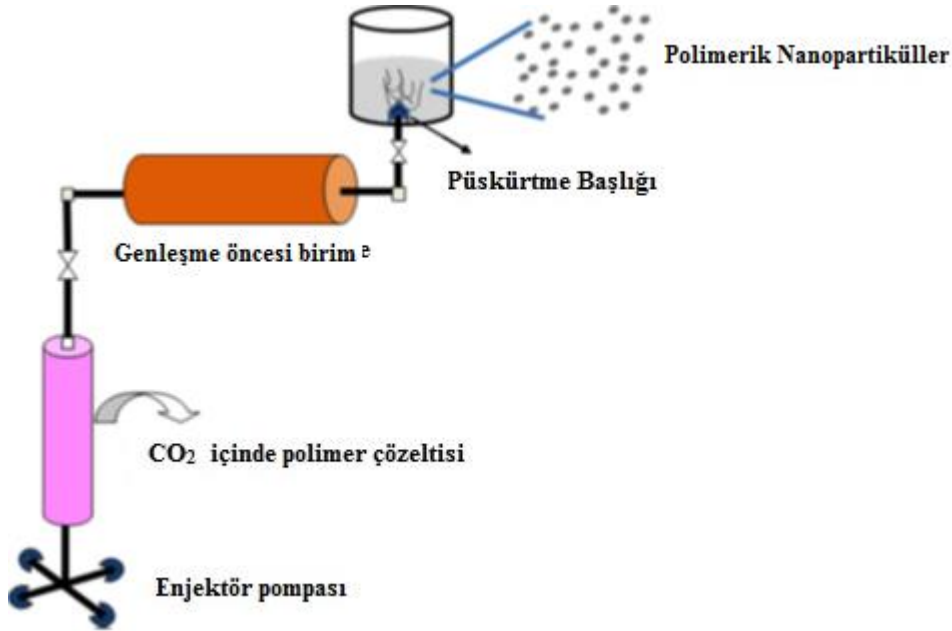 Polimerik Nanopartiküller
Püskürtme Başlığı
Genleşme öncesi birim e
CO₂ içinde polimer çözeltisi
Enjektör pompası